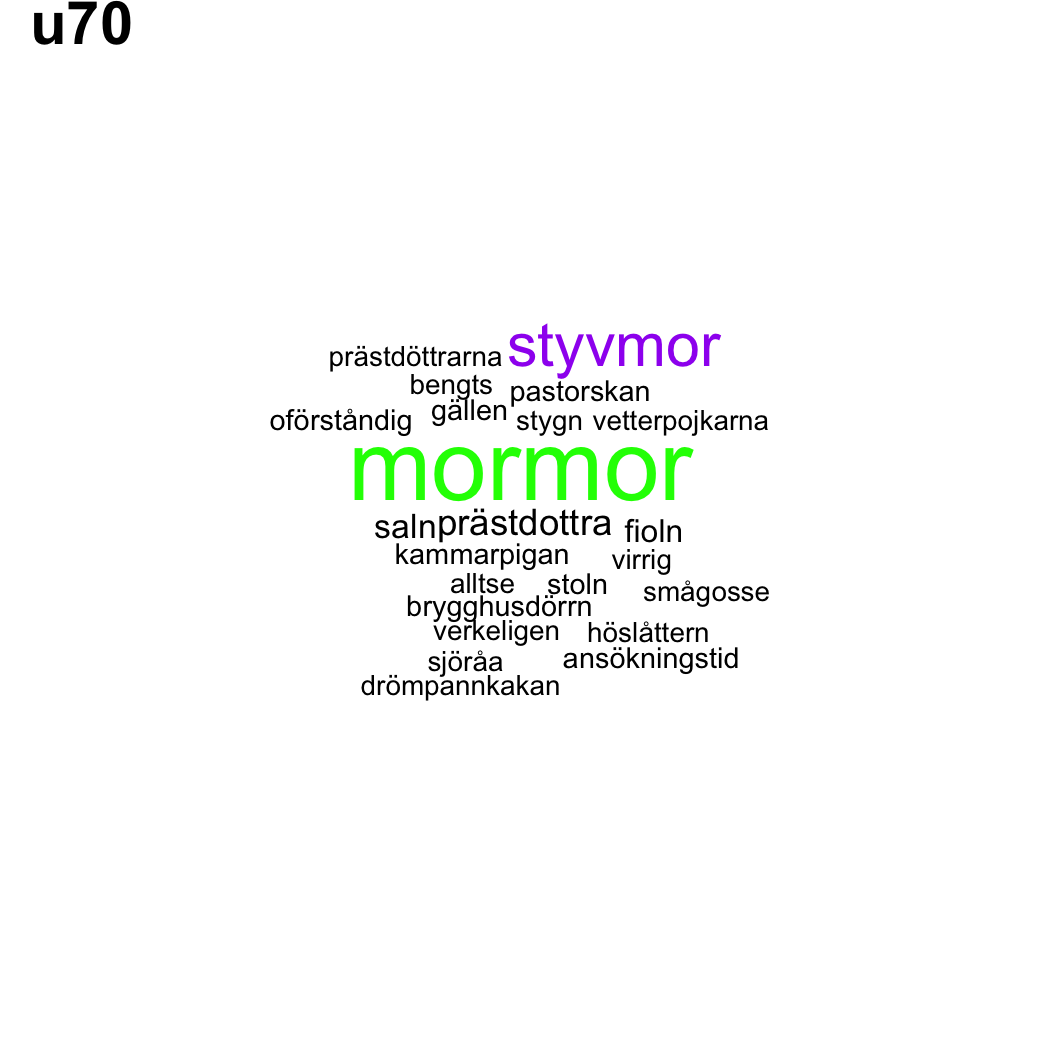 u70
prästdöttrarna styvmor
bengts pastorskan
oförståndig gällen stygn vetterpojkarna
mormor
saln prästdottra fioln
kammarpigan virrig
alltse stoln smågosse
brygghusdörrn
verkeligen höslåttern
sjöråa ansökningstid
drömpannkakan